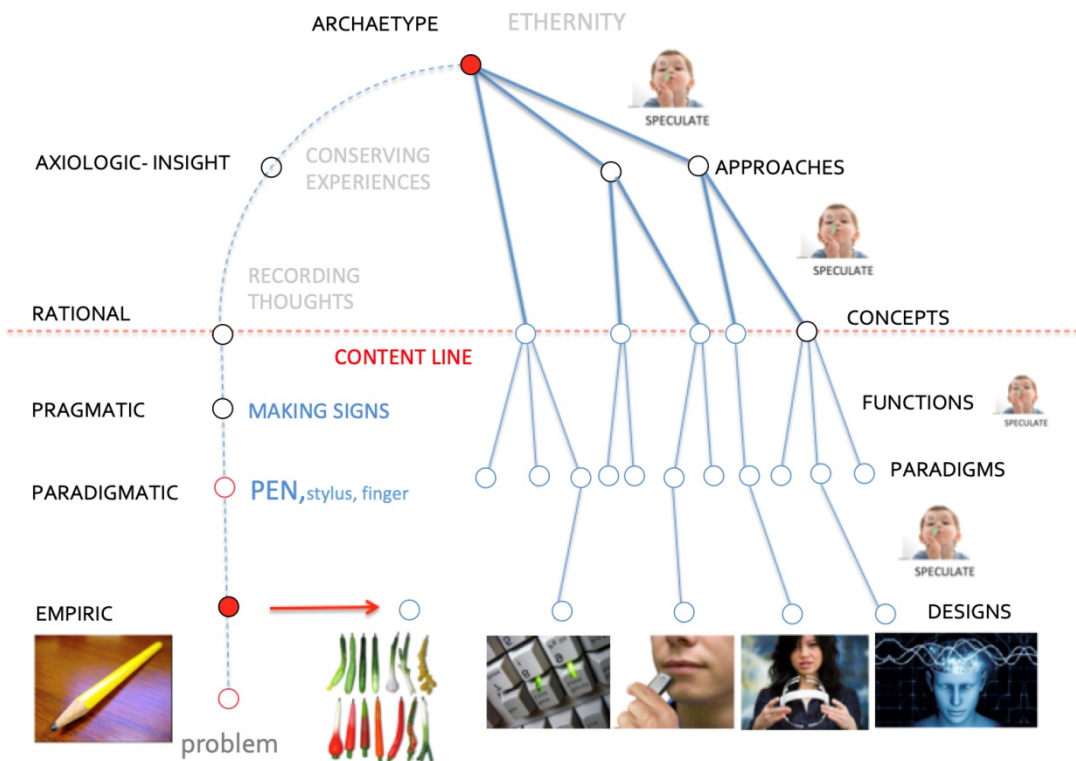 ARCHAETYPE
ETHERNITY
SPECULATE
AXIOLOGIC- INSIGHT
CONSERVING
EXPERIENCES
APPROACHES
SPECULATE
RECORDING
THOUGHTS
RATIONAL
CONCEPTS
CONTENT LINE
PRAGMATIC
MAKING SIGNS
FUNCTIONS
SPECULATE
PARADIGMATIC
PEN, stylus, finger
PARADIGMS
SPECULATE
EMPIRIC
DESIGNS
problem